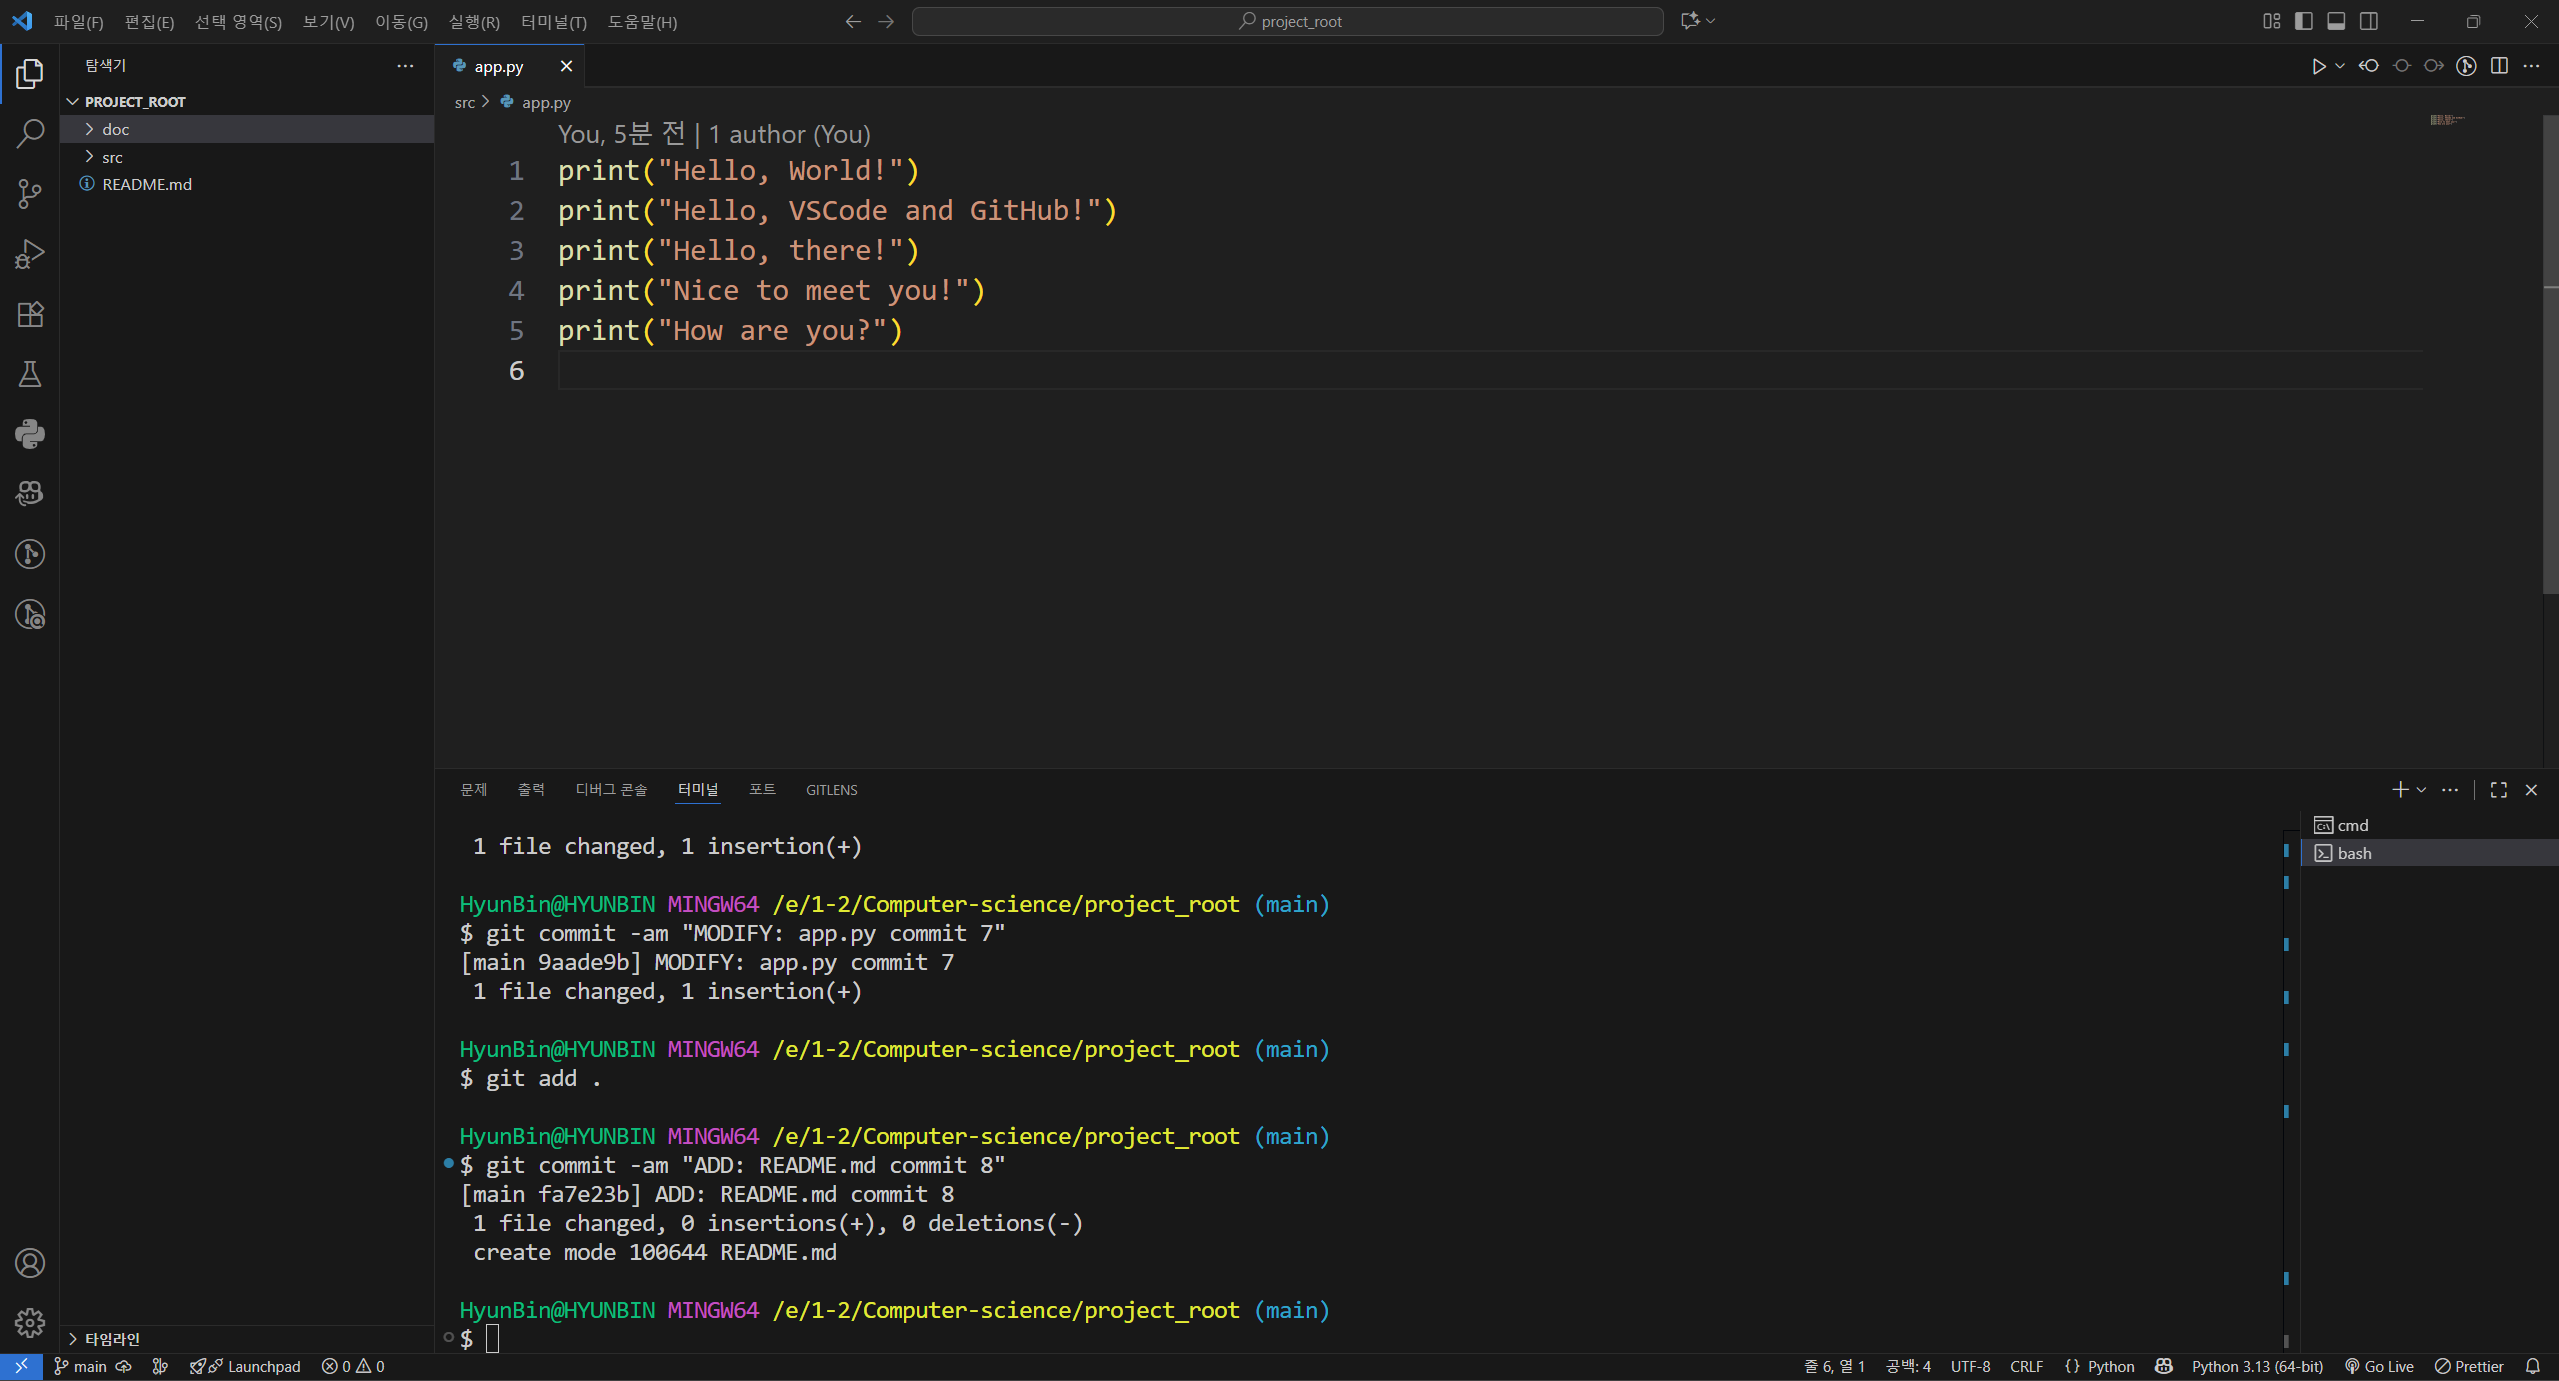 파일(F) 편집(E) 선택 영역(S) 보기(V) 이동(G) 실행(R) 터미널(T) 도움말(H) project_root
탐색기
PROJECT_ROOT
doc
src
README.md
타임라인
app.py
src > app.py
You, 5분 전 | 1 author (You)
1 print("Hello, World!")
2 print("Hello, VSCode and GitHub!")
3 print("Hello, there!")
4 print("Nice to meet you!")
5 print("How are you?")
6
문제 출력 디버그 콘솔 터미널 포트 GITLENS
1 file changed, 1 insertion(+)
HyunBin@HYUNBIN MINGW64 /e/1-2/Computer-science/project_root (main)
$ git commit -am "MODIFY: app.py commit 7"
[main 9aade9b] MODIFY: app.py commit 7
1 file changed, 1 insertion(+)
HyunBin@HYUNBIN MINGW64 /e/1-2/Computer-science/project_root (main)
$ git add .
HyunBin@HYUNBIN MINGW64 /e/1-2/Computer-science/project_root (main)
$ git commit -am "ADD: README.md commit 8"
[main fa7e23b] ADD: README.md commit 8
1 file changed, 0 insertions(+), 0 deletions(-)
create mode 100644 README.md
HyunBin@HYUNBIN MINGW64 /e/1-2/Computer-science/project_root (main)
$
cmd
bash
main Launchpad 0 0 줄 6, 열 1 공백: 4 UTF-8 CRLF {} Python Python 3.13 (64-bit) Go Live Prettier